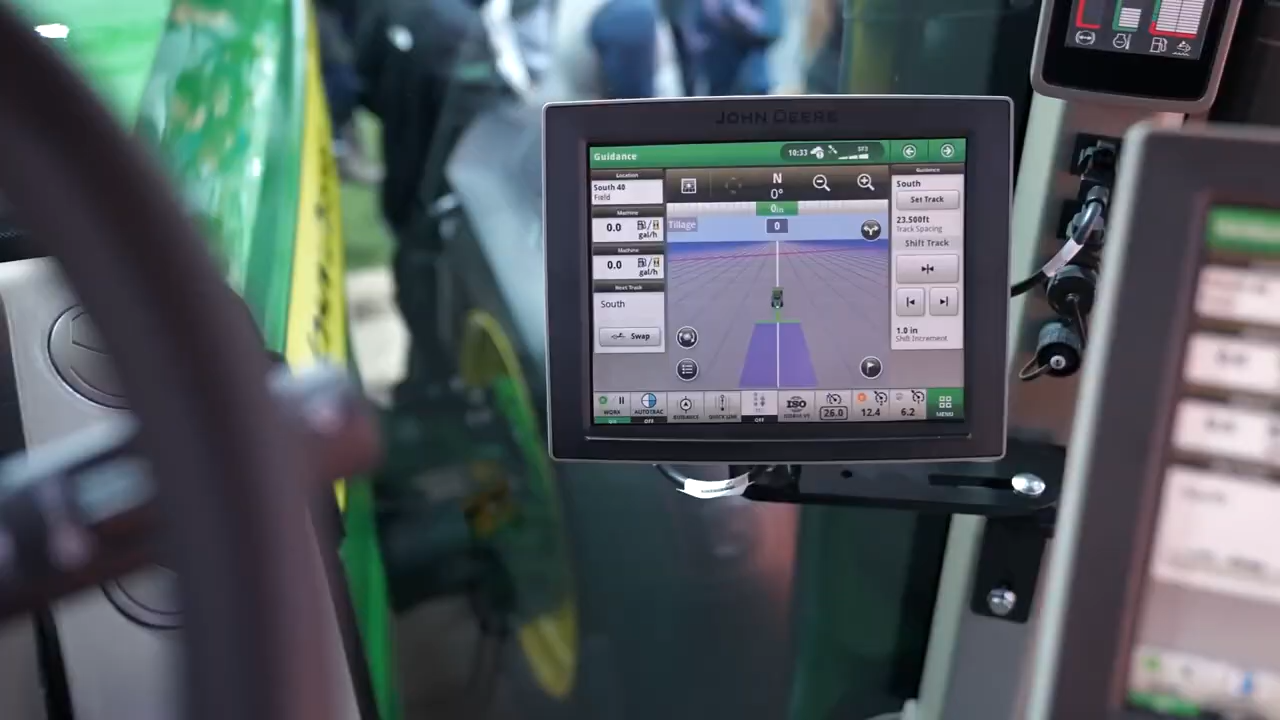 JOHN DEERE
Guidance
10:33
SF3
Location
South 40
Field
Machine
0.0
gal/h
Machine
0.0
gal/h
Next Track
South
Swap
N
0°
0in
0
Tillage
Guidance
South
Set Track
23.500ft
Track Spacing
Shift Track
1.0 in
Shift Increment
WORK
ON
AUTOTRAC
OFF
GUIDANCE
QUICK LINE
OFF
ISO
26.0
12.4
6.2
MENU